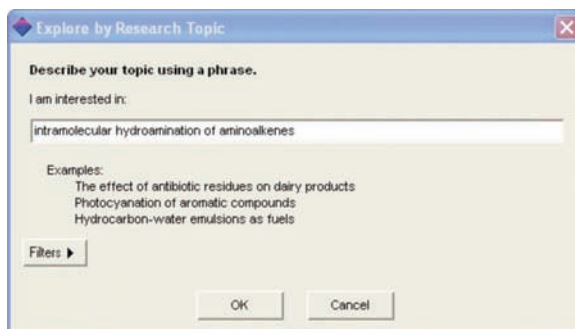 Explore by Research Topic
Describe your topic using a phrase.
I am interested in:
intramolecular hydroamination of aminoalkenes
Examples:
The effect of antibiotic residues on dairy products
Photocyanation of aromatic compounds
Hydrocarbon-water emulsions as fuels
Filters
OK Cancel